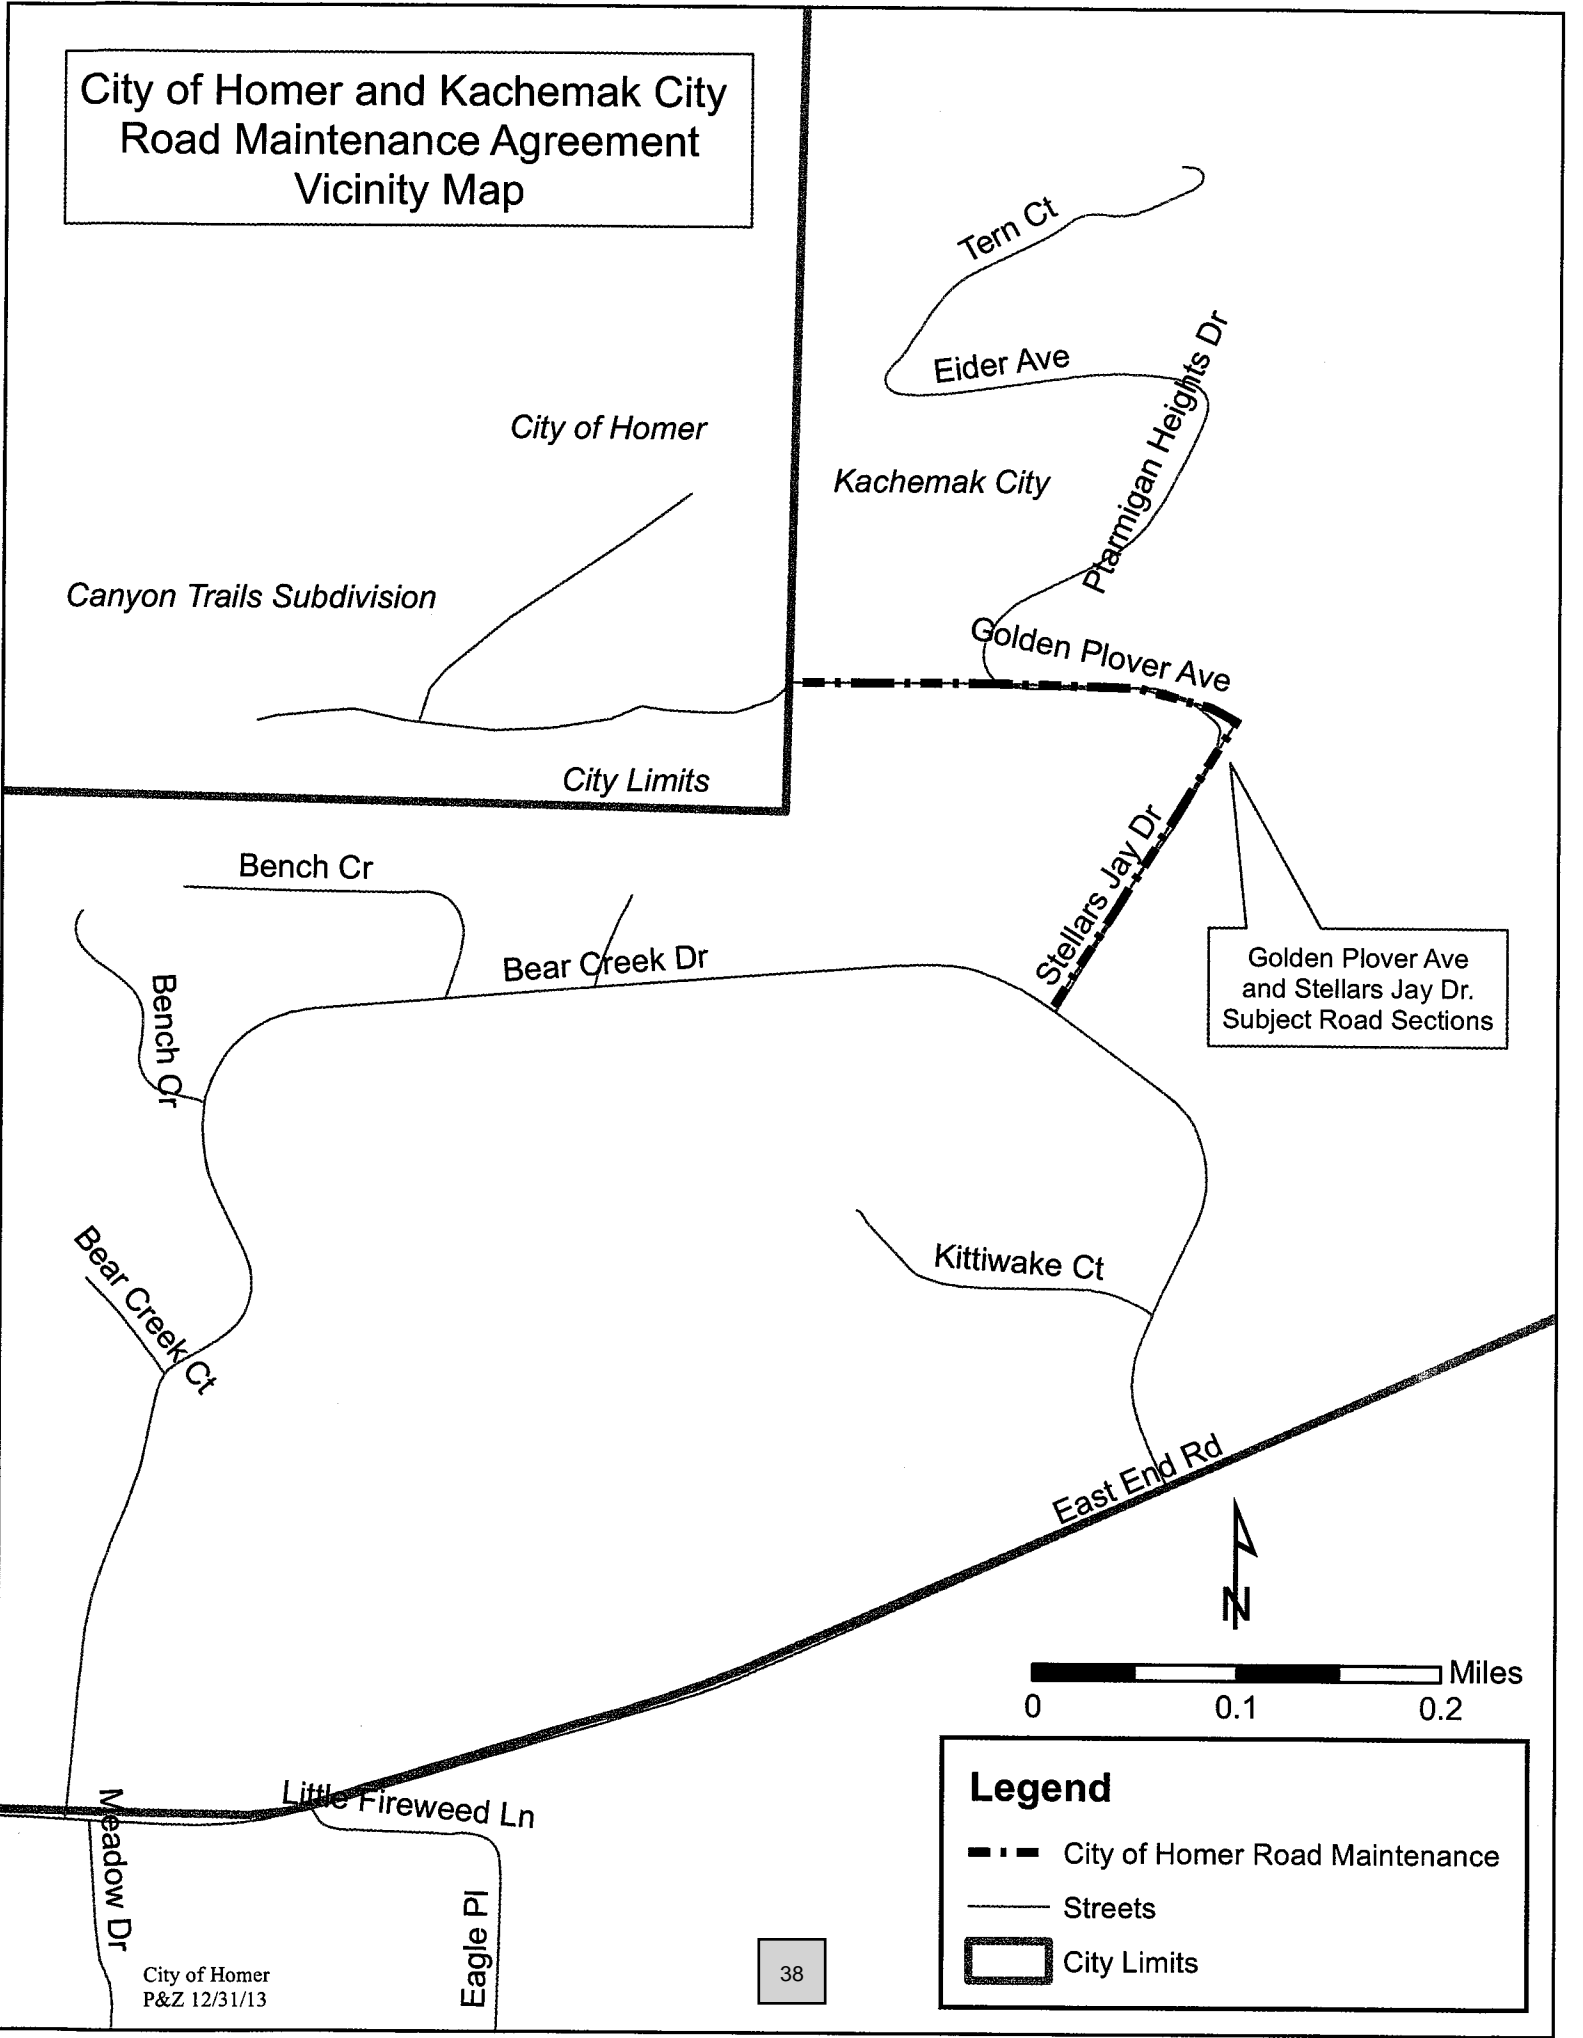 City of Homer and Kachemak City
Road Maintenance Agreement
Vicinity Map
Tern Ct
Eider Ave
Ptarmigan Heights Dr
City of Homer
Kachemak City
Canyon Trails Subdivision
Golden Plover Ave
City Limits
Stellars Jay Dr
Bench Cr
Bear Creek Dr
Golden Plover Ave
and Stellars Jay Dr.
Subject Road Sections
Bench Cr
Bear Creek Ct
Kittiwake Ct
East End Rd
N
Miles
0
0.1
0.2
Little Fireweed Ln
Meadow Dr
Eagle Pl
Legend
City of Homer Road Maintenance
Streets
City Limits
City of Homer
P&Z 12/31/13
38